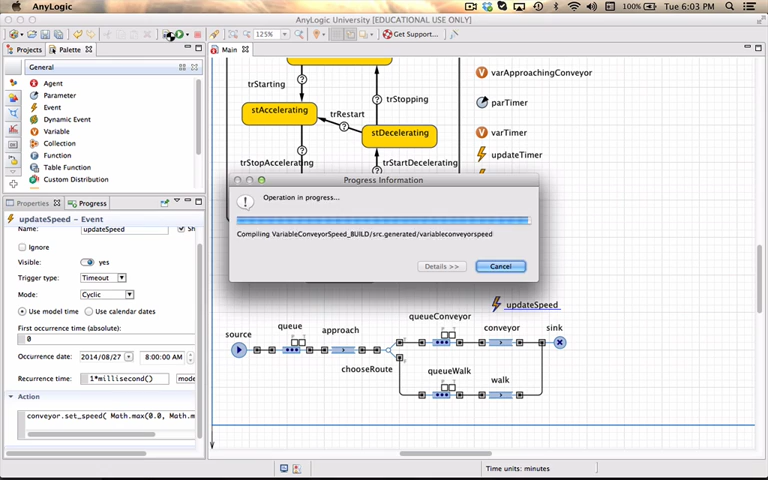 AnyLogic
100%
Tue 6:03 PM
AnyLogic University [EDUCATIONAL USE ONLY]
125%
Get Support...
Projects
Palette
Main
General
Agent
Parameter
Event
Dynamic Event
Variable
Collection
Function
Table Function
Custom Distribution
trStarting
trStopping
stAccelerating
trRestart
stDecelerating
trStopAccelerating
trStartDecelerating
varApproachingConveyor
parTimer
varTimer
updateTimer
Progress Information
Operation in progress...
Compiling VariableConveyorSpeed_BUILD/src.generated/variableconveyorspeed
Details >>
Cancel
Properties
Progress
updateSpeed - Event
Name:
updateSpeed
Ignore
Visible:
yes
Trigger type:
Timeout
Mode:
Cyclic
Use model time
Use calendar dates
First occurrence time (absolute):
0
Occurrence date:
2014/08/27
8:00:00 AM
Recurrence time:
1*millisecond()
Action
conveyor.set_speed( Math.max(0.0, Math.m
updateSpeed
source
queue
approach
chooseRoute
queueConveyor
conveyor
sink
queueWalk
walk
Time units: minutes